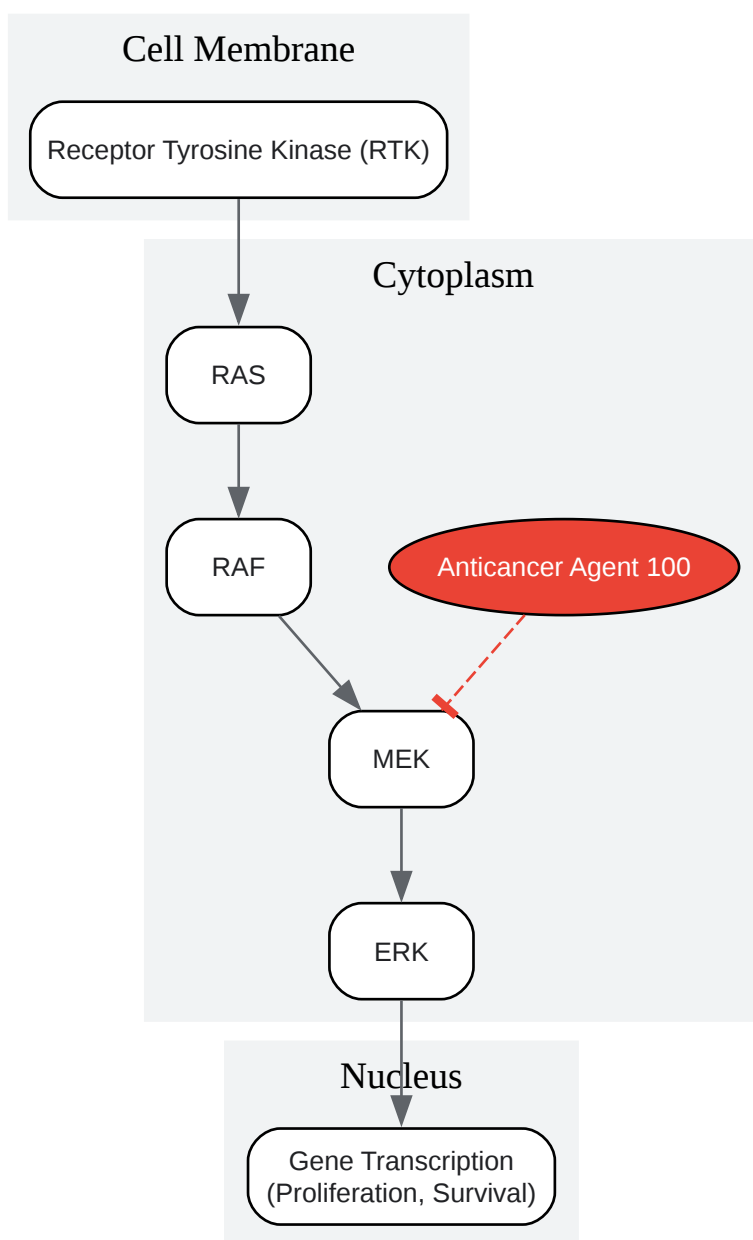 Cell Membrane
Receptor Tyrosine Kinase (RTK)
Cytoplasm
RAS
RAF
Anticancer Agent 100
MEK
ERK
Nucleus
Gene Transcription
(Proliferation, Survival)